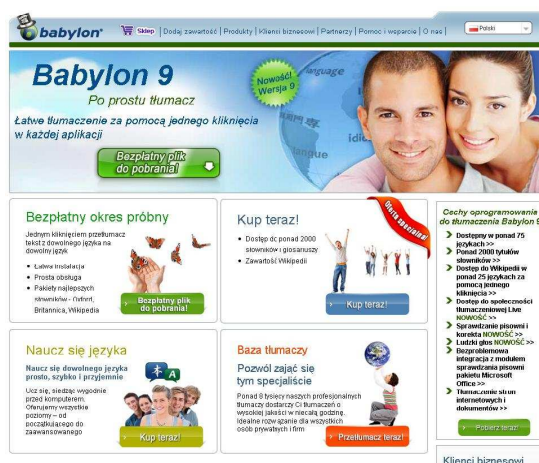 babylon
Sklep | Dodaj zawartość | Produkty | Klienci biznesowi | Partnerzy | Pomoc i wsparcie | O nas |
Polski
Babylon 9
Po prostu tłumacz
Łatwe tłumaczenie za pomocą jednego kliknięcia
w każdej aplikacji
Bezpłatny plik
do pobrania!
Nowość!
Wersja 9
language
idio
langue
Bezpłatny okres próbny
Jednym kliknięciem przetłumacz
tekst z dowolnego języka na
dowolny język
Łatwa instalacja
Prosta obsługa
Pakiety najlepszych
słowników - Oxford,
Britannica, Wikipedia
Bezpłatny plik
do pobrania!
Kup teraz!
Oferta specjalna!
Dostęp do ponad 2000
słowników i glosariuszy
Zawartość Wikipedii
Kup teraz!
Naucz się języka
Naucz się dowolnego języka
prosto, szybko i przyjemnie
Ucz się, siedząc wygodnie
przed komputerem.
Oferujemy wszystkie
poziomy – od
początkującego do
zaawansowanego
A
Kup teraz!
Baza tłumaczy
Pozwól zająć się
tym specjaliście
Ponad 8 tysięcy naszych profesjonalnych
tłumaczy dostarczy Ci tłumaczeń o
wysokiej jakości w niecałą godzinę.
Idealne rozwiązanie dla wszystkich
osób prywatnych i firm
Przetłumacz teraz!
Cechy oprogramowania
do tłumaczenia Babylon 9
Dostępny w ponad 75
językach >>
Ponad 2000 tytułów
słowników >>
Dostęp do Wikipedii w
ponad 25 językach za
pomocą jednego
kliknięcia >>
Dostęp do społeczności
tłumaczeniowej Live
NOWOŚĆ >>
Sprawdzanie pisowni i
korekta NOWOŚĆ >>
Ludzki głos NOWOŚĆ >>
Bezproblemowa
integracja z modułem
sprawdzania pisowni
pakietu Microsoft
Office >>
Tłumaczenie stron
internetowych i
dokumentów >>
Pobierz teraz!
Klienci biznesowi